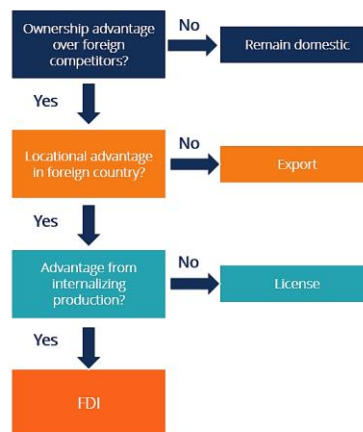 Ownership advantage
over foreign
competitors?
No
Remain domestic
Yes
Locational advantage
in foreign country?
No
Export
Yes
Advantage from
internalizing
production?
No
License
Yes
FDI